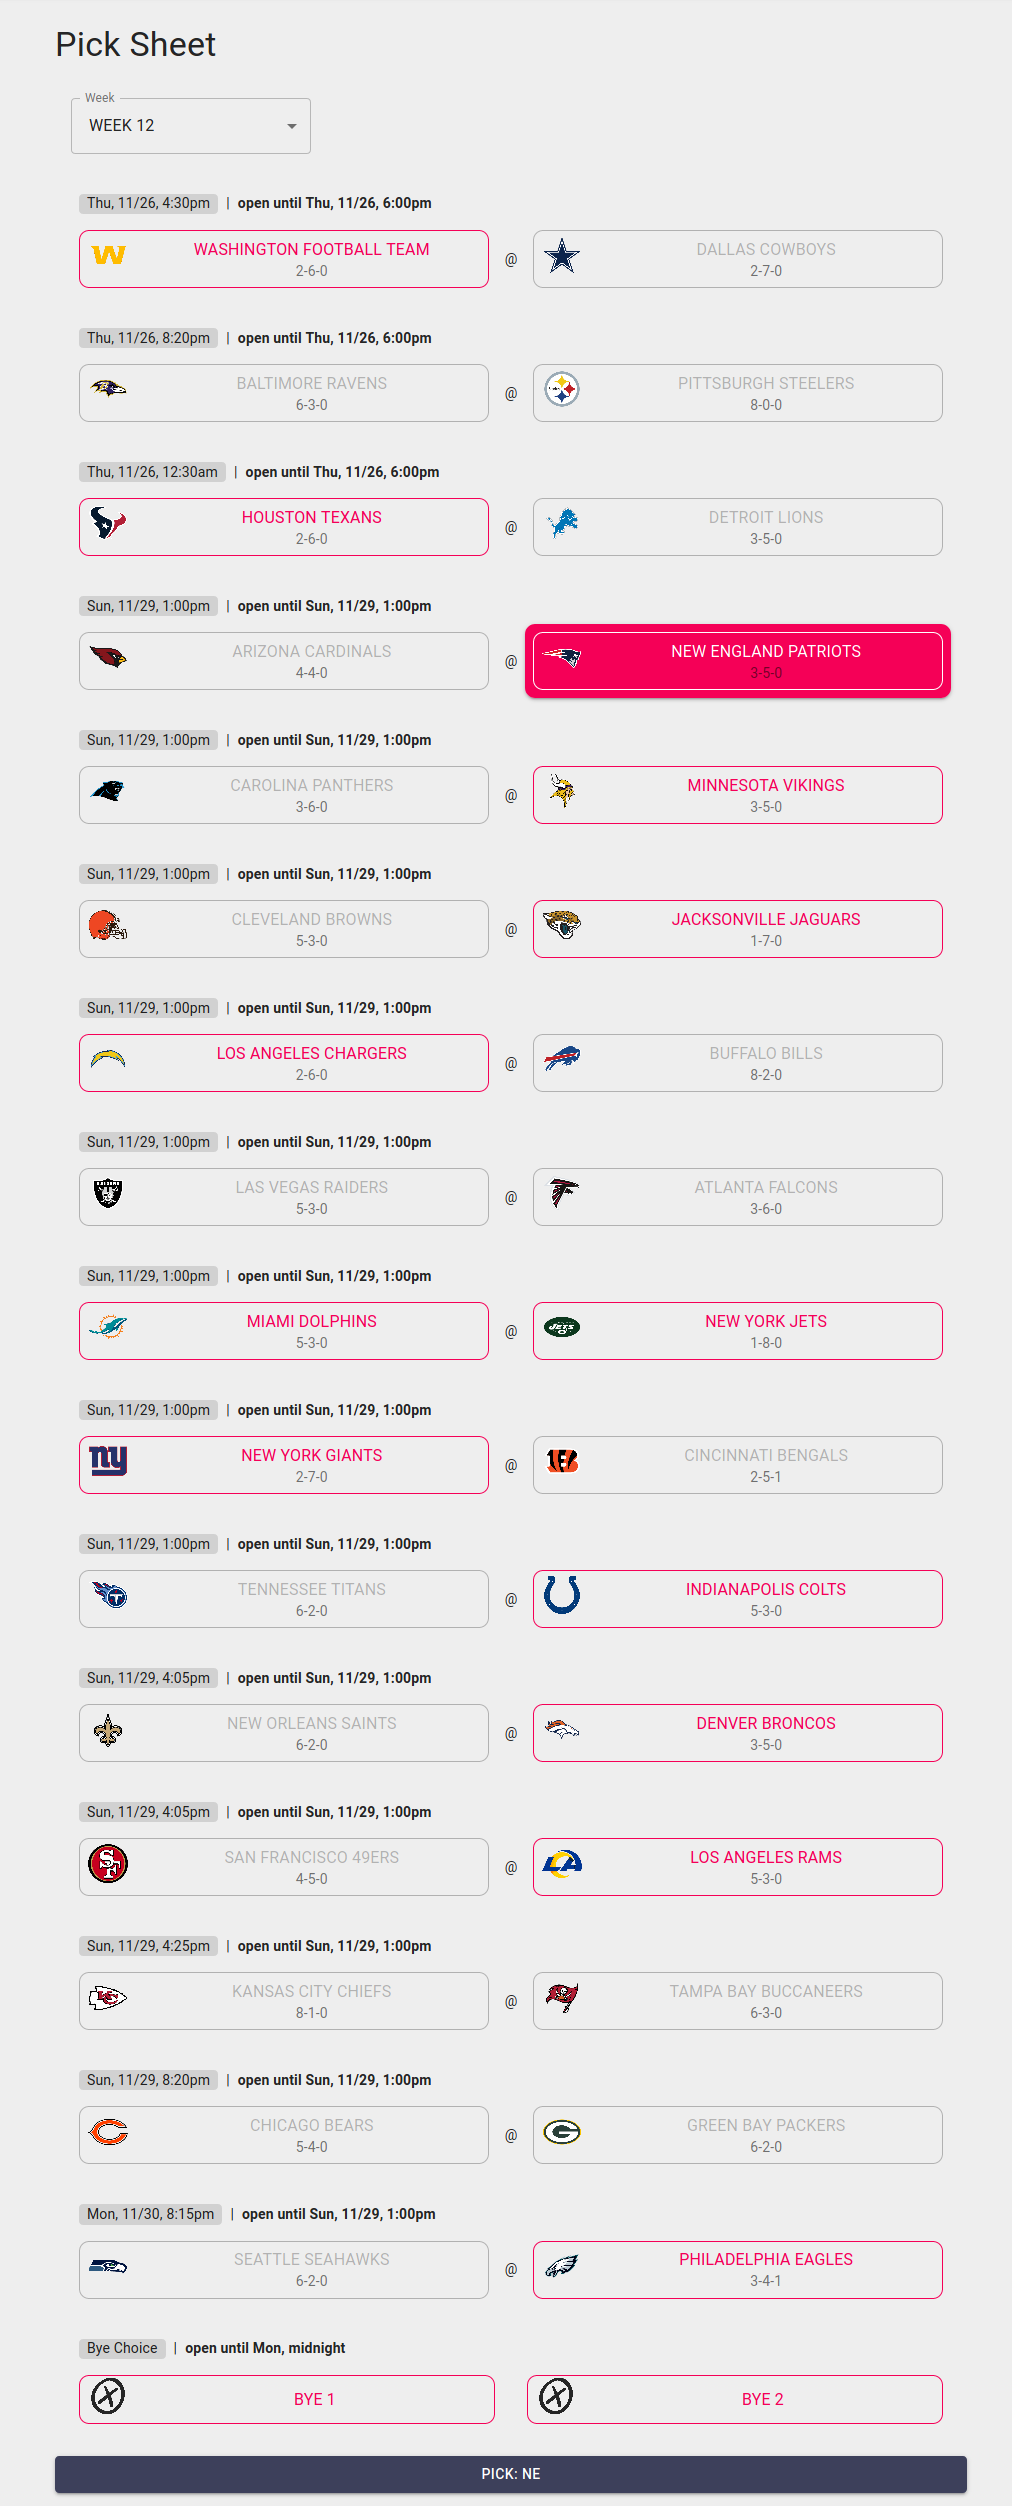 Pick Sheet
Week
WEEK 12
Thu, 11/26, 4:30pm | open until Thu, 11/26, 6:00pm
WASHINGTON FOOTBALL TEAM @ DALLAS COWBOYS
2-6-0 2-7-0
Thu, 11/26, 8:20pm | open until Thu, 11/26, 6:00pm
BALTIMORE RAVENS @ PITTSBURGH STEELERS
6-3-0 8-0-0
Thu, 11/26, 12:30am | open until Thu, 11/26, 6:00pm
HOUSTON TEXANS @ DETROIT LIONS
2-6-0 3-5-0
Sun, 11/29, 1:00pm | open until Sun, 11/29, 1:00pm
ARIZONA CARDINALS @ NEW ENGLAND PATRIOTS
4-4-0 3-5-0
Sun, 11/29, 1:00pm | open until Sun, 11/29, 1:00pm
CAROLINA PANTHERS @ MINNESOTA VIKINGS
3-6-0 3-5-0
Sun, 11/29, 1:00pm | open until Sun, 11/29, 1:00pm
CLEVELAND BROWNS @ JACKSONVILLE JAGUARS
5-3-0 1-7-0
Sun, 11/29, 1:00pm | open until Sun, 11/29, 1:00pm
LOS ANGELES CHARGERS @ BUFFALO BILLS
2-6-0 8-2-0
Sun, 11/29, 1:00pm | open until Sun, 11/29, 1:00pm
LAS VEGAS RAIDERS @ ATLANTA FALCONS
5-3-0 3-6-0
Sun, 11/29, 1:00pm | open until Sun, 11/29, 1:00pm
MIAMI DOLPHINS @ NEW YORK JETS
5-3-0 1-8-0
Sun, 11/29, 1:00pm | open until Sun, 11/29, 1:00pm
NEW YORK GIANTS @ CINCINNATI BENGALS
2-7-0 2-5-1
Sun, 11/29, 1:00pm | open until Sun, 11/29, 1:00pm
TENNESSEE TITANS @ INDIANAPOLIS COLTS
6-2-0 5-3-0
Sun, 11/29, 4:05pm | open until Sun, 11/29, 1:00pm
NEW ORLEANS SAINTS @ DENVER BRONCOS
6-2-0 3-5-0
Sun, 11/29, 4:05pm | open until Sun, 11/29, 1:00pm
SAN FRANCISCO 49ERS @ LOS ANGELES RAMS
4-5-0 5-3-0
Sun, 11/29, 4:25pm | open until Sun, 11/29, 1:00pm
KANSAS CITY CHIEFS @ TAMPA BAY BUCCANEERS
8-1-0 6-3-0
Sun, 11/29, 8:20pm | open until Sun, 11/29, 1:00pm
CHICAGO BEARS @ GREEN BAY PACKERS
5-4-0 6-2-0
Mon, 11/30, 8:15pm | open until Sun, 11/29, 1:00pm
SEATTLE SEAHAWKS @ PHILADELPHIA EAGLES
6-2-0 3-4-1
Bye Choice | open until Mon, midnight
BYE 1 BYE 2
PICK: NE